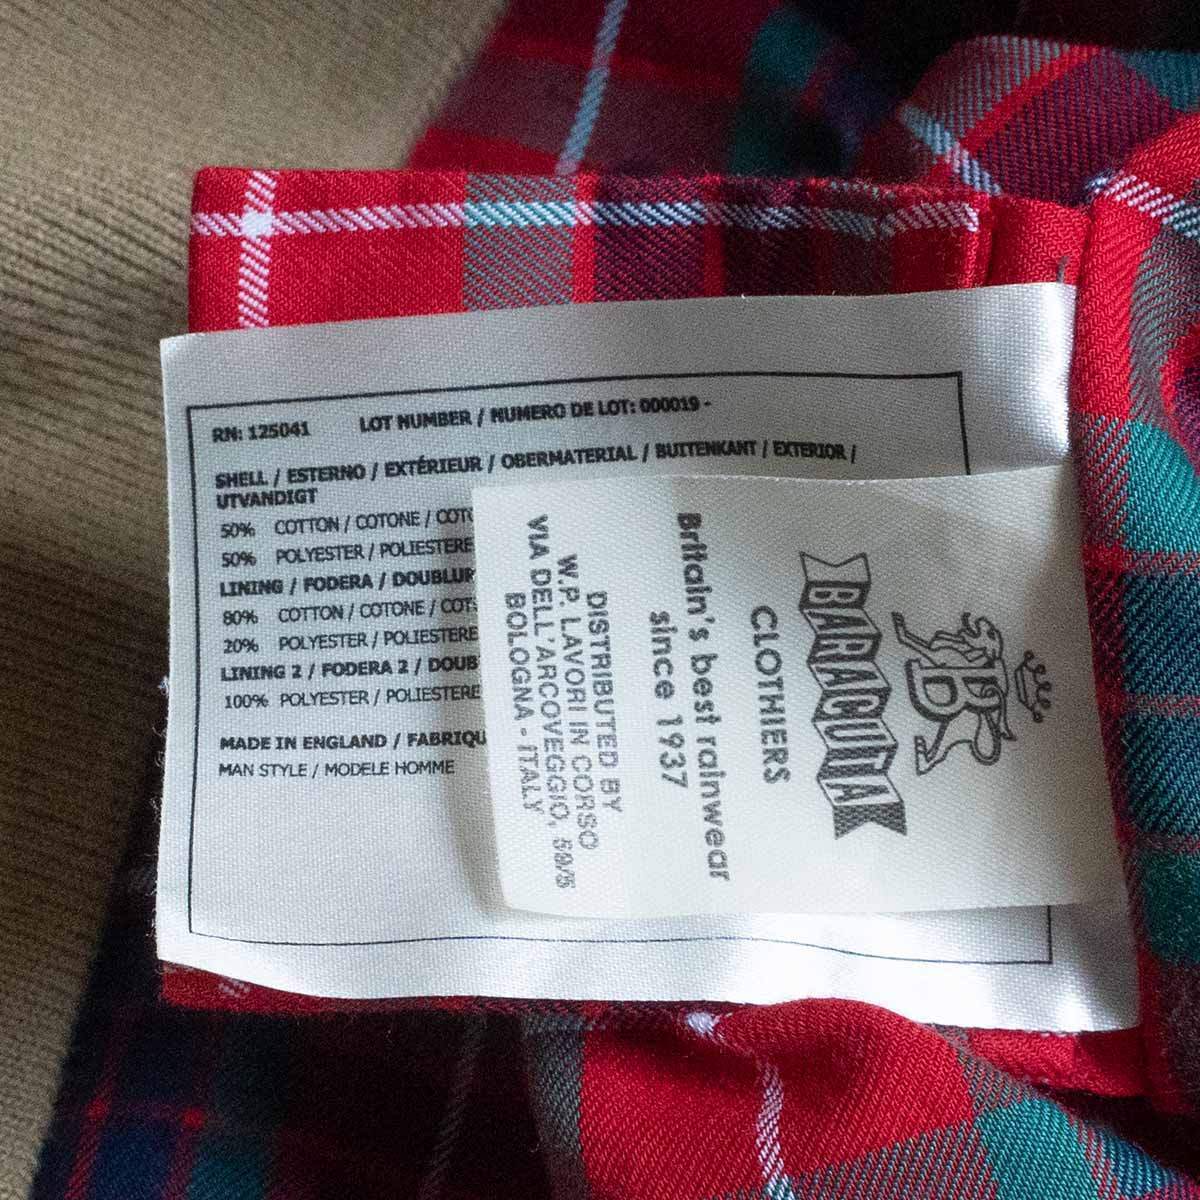 RN: 125041 LOT NUMBER / NUMERO DE LOT: 000019 -
SHELL / ESTERNO / EXTÉRIEUR / OBERMATERIAL / BUITENKANT / EXTERIOR /
UTVANDIGT
50% COTTON / COTONE / COT
50% POLYESTER / POLIESTERE
LINING / FODERA / DOUBLUR
80% COTTON / COTONE / COT
20% POLYESTER / POLIESTERE
LINING 2 / FODERA 2 / DOUB
100% POLYESTER / POLIESTERE
MADE IN ENGLAND / FABRIQU
MAN STYLE / MODELE HOMME
B
BARACUTA
CLOTHIERS
Britain's best rainwear
since 1937
DISTRIBUTED BY
W.P. LAVORI IN CORSO
VIA DELL'ARCOVEGGIO, 59/5
BOLOGNA - ITALY